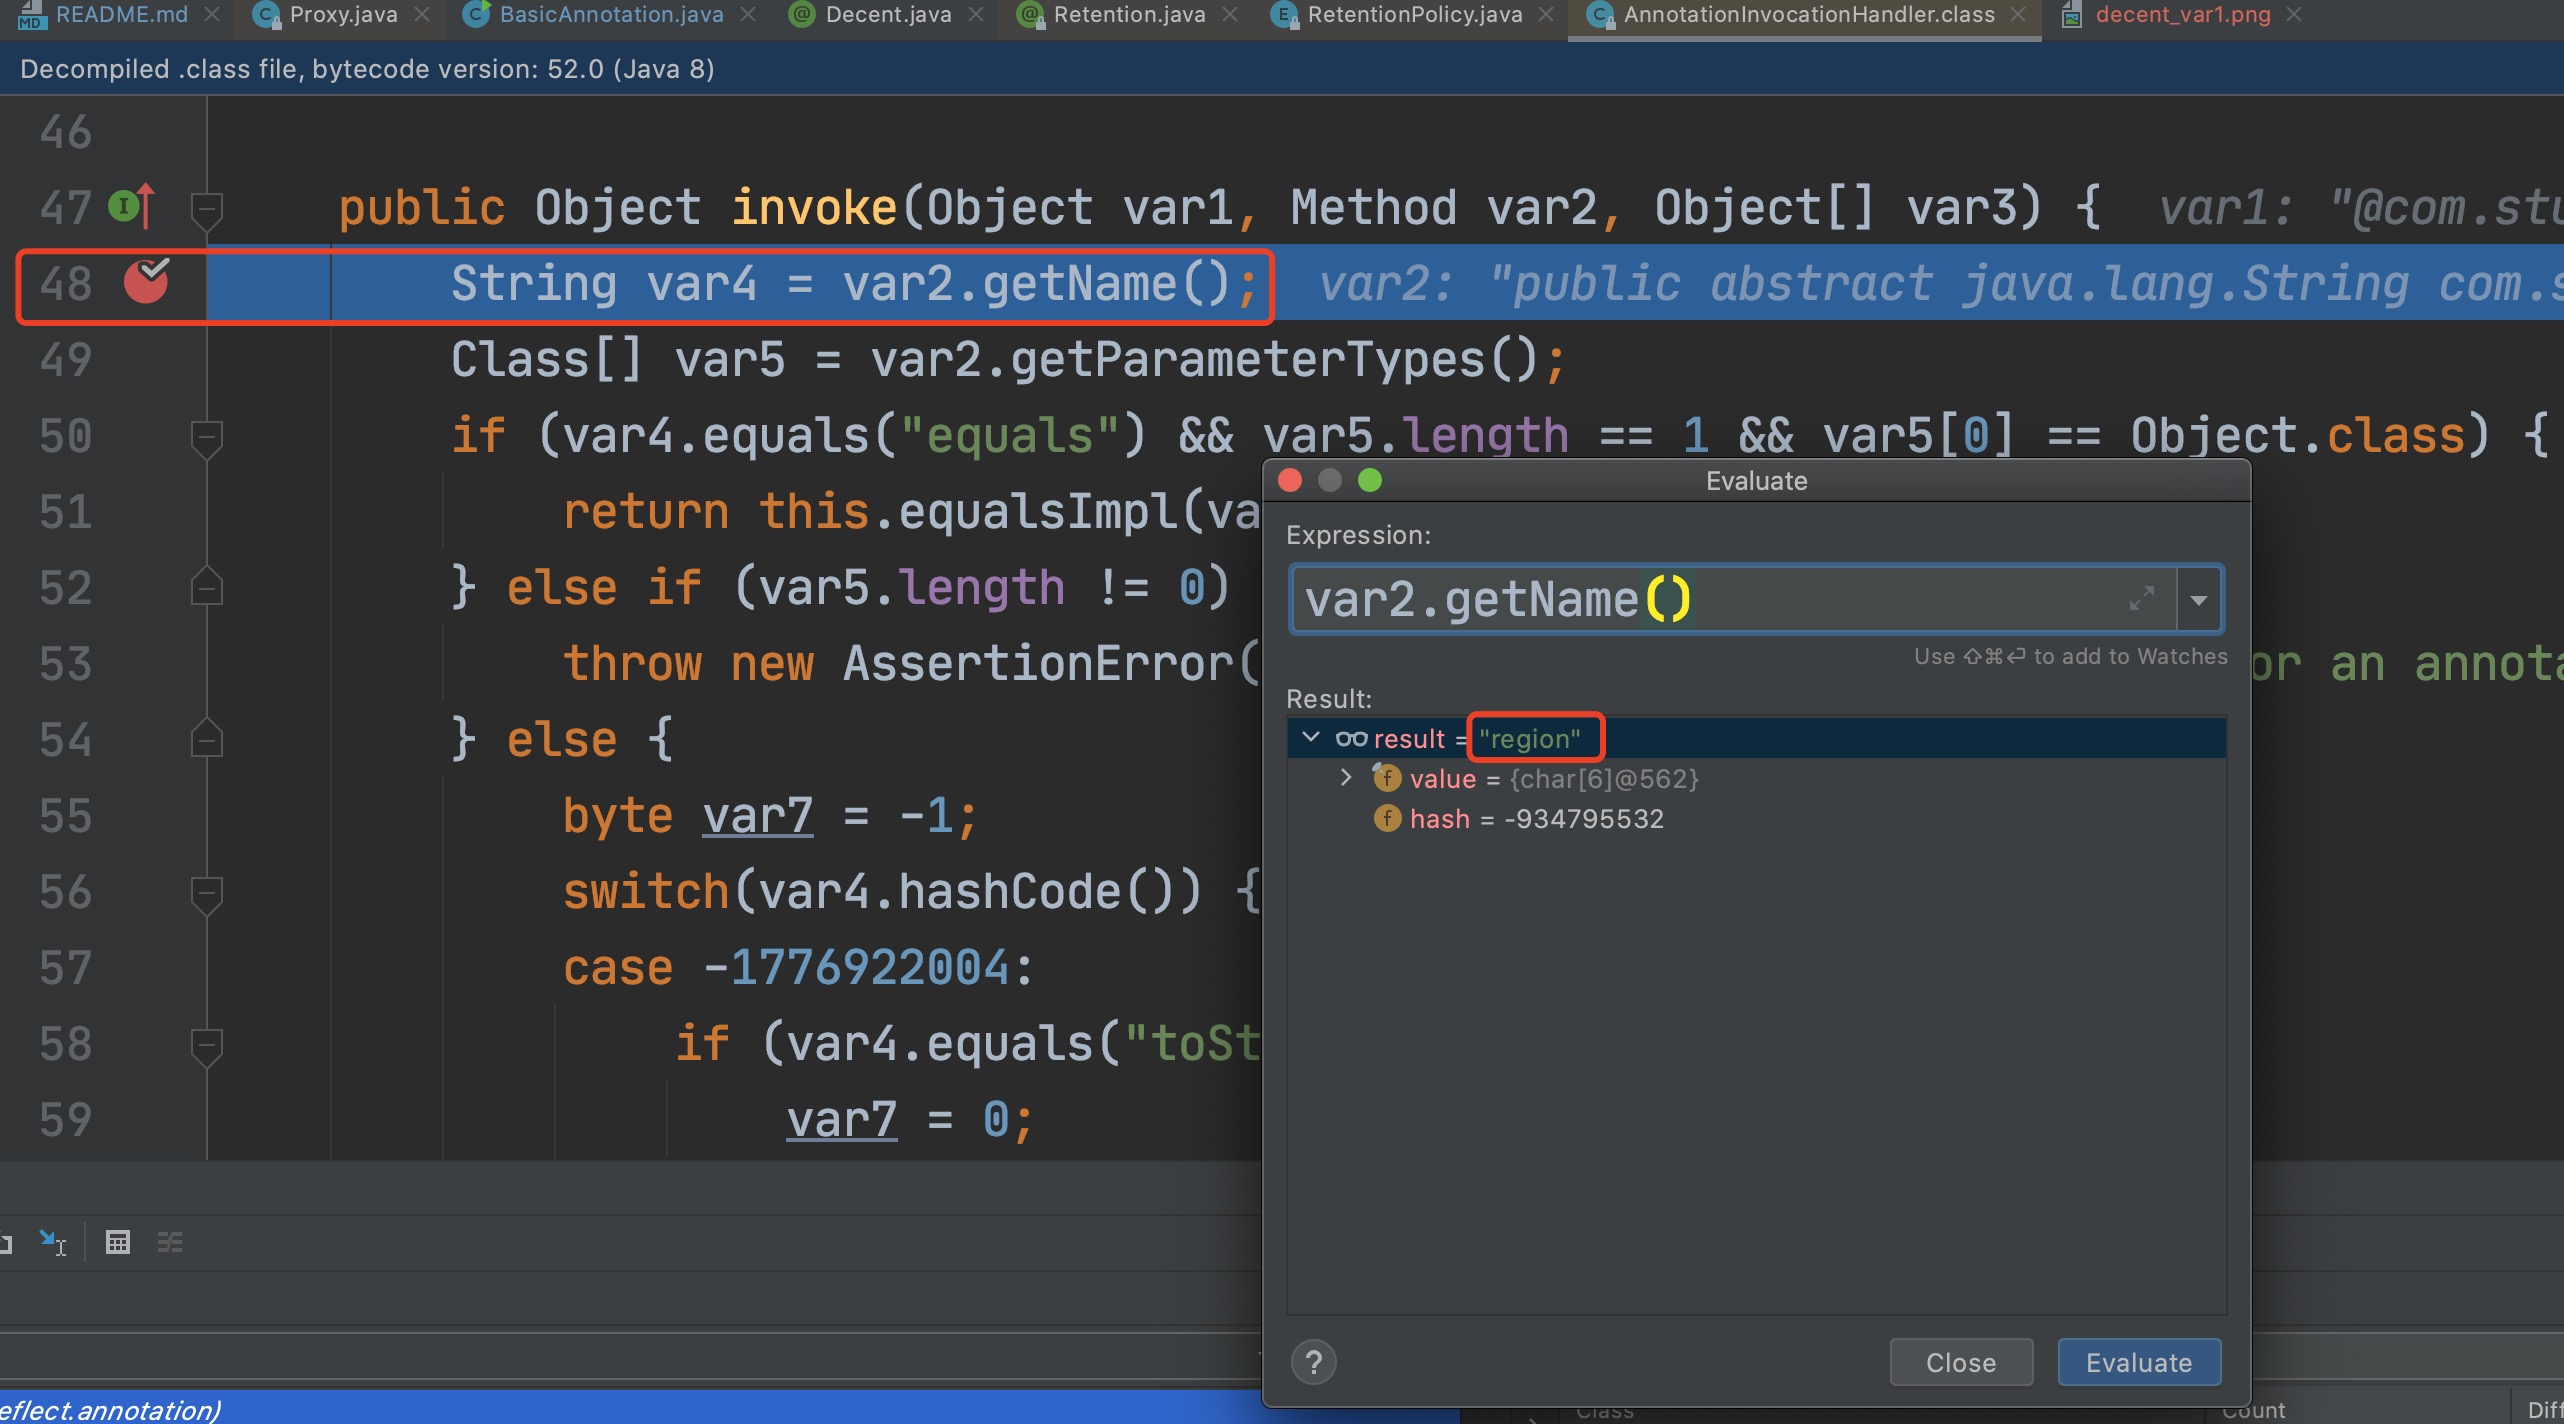 README.md Proxy.java BasicAnnotation.java Decent.java Retention.java RetentionPolicy.java AnnotationInvocationHandler.class decent_var1.png
Decompiled .class file, bytecode version: 52.0 (Java 8)
46
47 public Object invoke(Object var1, Method var2, Object[] var3) { var1: "@com.stu
48 String var4 = var2.getName(); var2: "public abstract java.lang.String com.s
49 Class[] var5 = var2.getParameterTypes();
50 if (var4.equals("equals") && var5.length == 1 && var5[0] == Object.class) {
51 return this.equalsImpl(va
52 } else if (var5.length != 0)
53 throw new AssertionError( or an annota
54 } else {
55 byte var7 = -1;
56 switch(var4.hashCode()) {
57 case -1776922004:
58 if (var4.equals("toSt
59 var7 = 0;
Evaluate
Expression:
var2.getName()
Use ⇧⌘⏎ to add to Watches
Result:
result = "region"
value = {char[6]@562}
hash = -934795532
? Close Evaluate
eflect.annotation) Class Count Diff